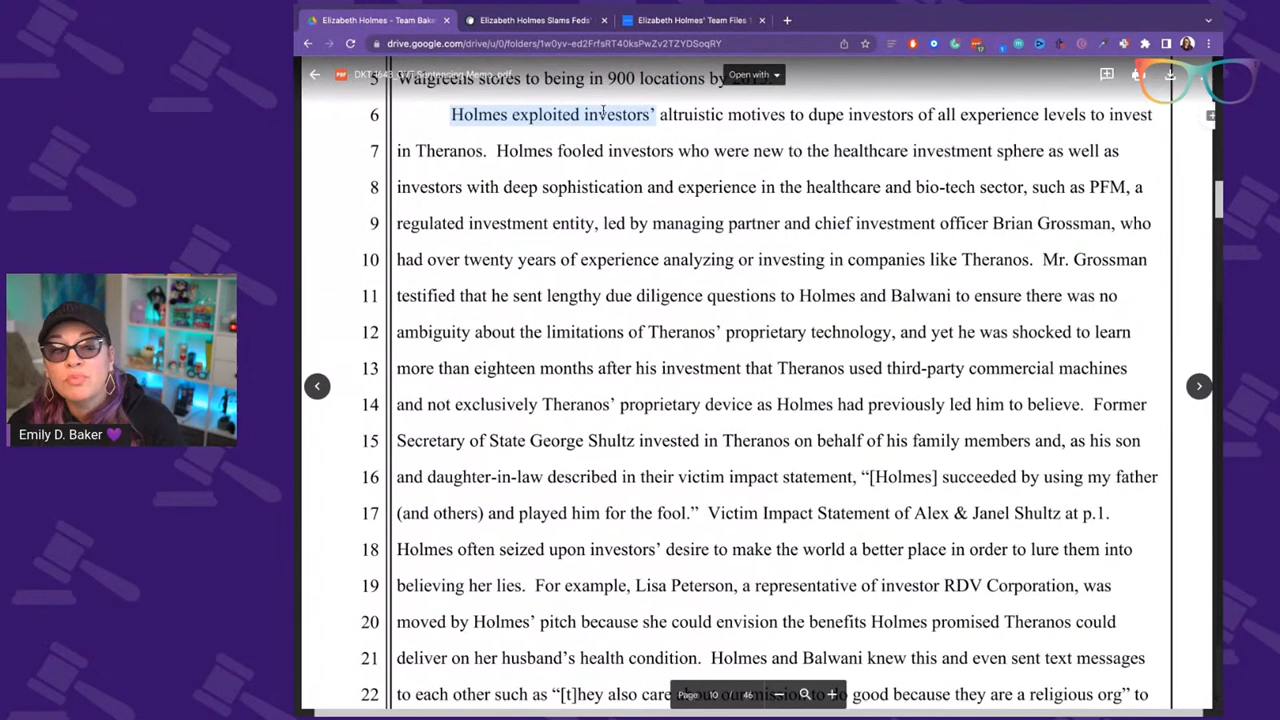 Elizabeth Holmes - Team Bake
Elizabeth Holmes Slams Feds'
Elizabeth Holmes' Team Files
drive.google.com/drive/u/0/folders/1w0yv-ed2FrfsRT40ksPwZv2TZYDSoqRY
PDF
Open with
5 Walgreens stores to being in 900 locations by
6 Holmes exploited investors’ altruistic motives to dupe investors of all experience levels to invest
7 in Theranos. Holmes fooled investors who were new to the healthcare investment sphere as well as
8 investors with deep sophistication and experience in the healthcare and bio-tech sector, such as PFM, a
9 regulated investment entity, led by managing partner and chief investment officer Brian Grossman, who
10 had over twenty years of experience analyzing or investing in companies like Theranos. Mr. Grossman
11 testified that he sent lengthy due diligence questions to Holmes and Balwani to ensure there was no
12 ambiguity about the limitations of Theranos’ proprietary technology, and yet he was shocked to learn
13 more than eighteen months after his investment that Theranos used third-party commercial machines
14 and not exclusively Theranos’ proprietary device as Holmes had previously led him to believe. Former
15 Secretary of State George Shultz invested in Theranos on behalf of his family members and, as his son
16 and daughter-in-law described in their victim impact statement, “[Holmes] succeeded by using my father
17 (and others) and played him for the fool.” Victim Impact Statement of Alex & Janel Shultz at p.1.
18 Holmes often seized upon investors’ desire to make the world a better place in order to lure them into
19 believing her lies. For example, Lisa Peterson, a representative of investor RDV Corporation, was
20 moved by Holmes’ pitch because she could envision the benefits Holmes promised Theranos could
21 deliver on her husband’s health condition. Holmes and Balwani knew this and even sent text messages
22 to each other such as “[t]hey also care about our mission to do good because they are a religious org” to
Page 10 / 46
Emily D. Baker